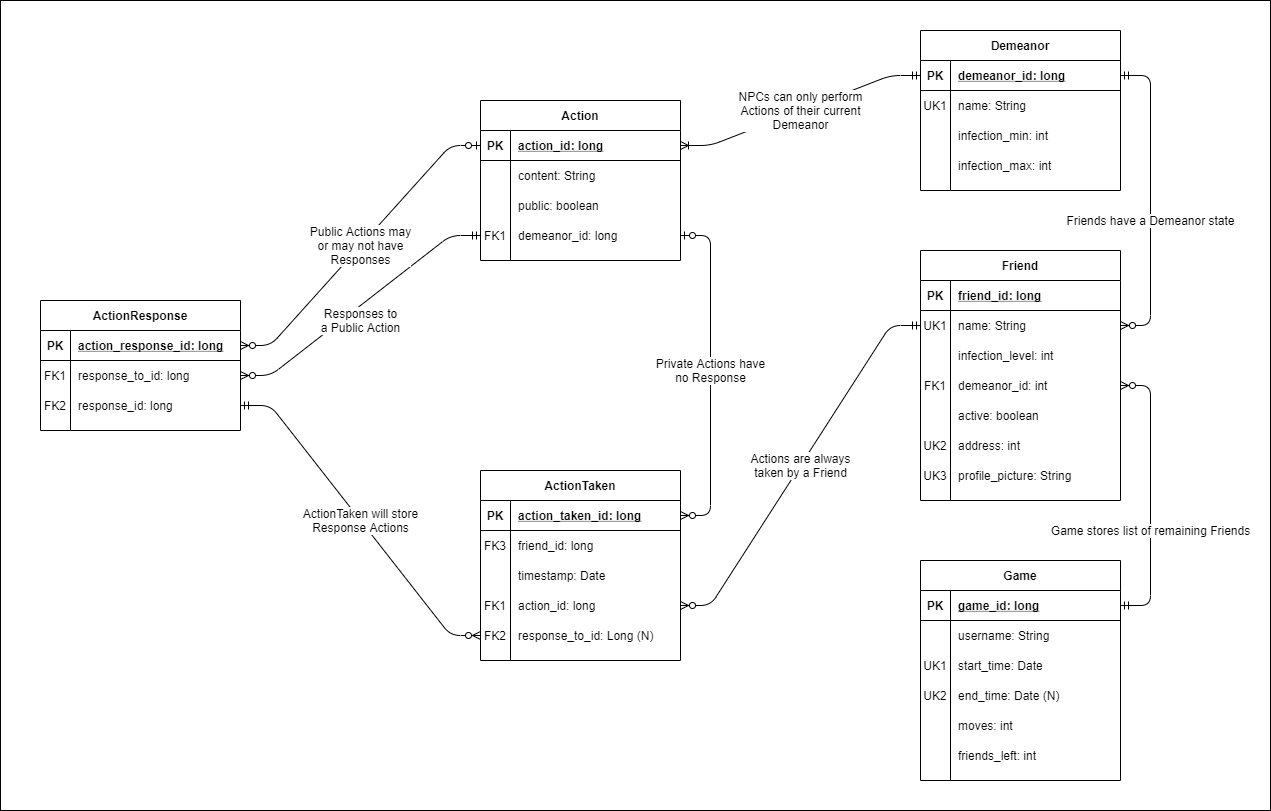 Demeanor
PK demeanor_id: long
UK1 name: String
infection_min: int
infection_max: int
NPCs can only perform
Actions of their current
Demeanor
Action
PK action_id: long
content: String
public: boolean
FK1 demeanor_id: long
Public Actions may
or may not have
Responses
Friends have a Demeanor state
Friend
PK friend_id: long
UK1 name: String
infection_level: int
FK1 demeanor_id: int
active: boolean
UK2 address: int
UK3 profile_picture: String
Responses to
a Public Action
ActionResponse
PK action_response_id: long
FK1 response_to_id: long
FK2 response_id: long
Private Actions have
no Response
Actions are always
taken by a Friend
ActionTaken will store
Response Actions
ActionTaken
PK action_taken_id: long
FK3 friend_id: long
timestamp: Date
FK1 action_id: long
FK2 response_to_id: Long (N)
Game stores list of remaining Friends
Game
PK game_id: long
username: String
UK1 start_time: Date
UK2 end_time: Date (N)
moves: int
friends_left: int